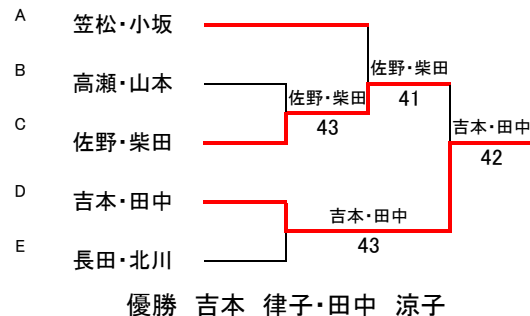 A 笠松・小坂
B 高瀬・山本
佐野・柴田
佐野・柴田
41
C 佐野・柴田
43
吉本・田中
42
D 吉本・田中
吉本・田中
43
E 長田・北川
優勝 吉本 律子・田中 涼子